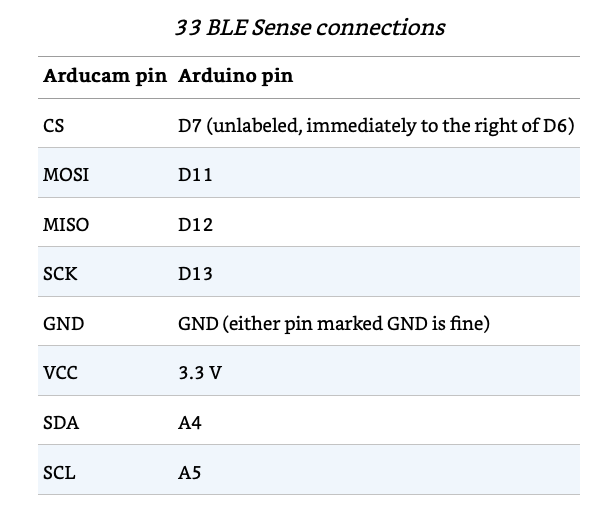 33 BLE Sense connections
Arducam pin Arduino pin
CS D7 (unlabeled, immediately to the right of D6)
MOSI D11
MISO D12
SCK D13
GND GND (either pin marked GND is fine)
VCC 3.3 V
SDA A4
SCL A5